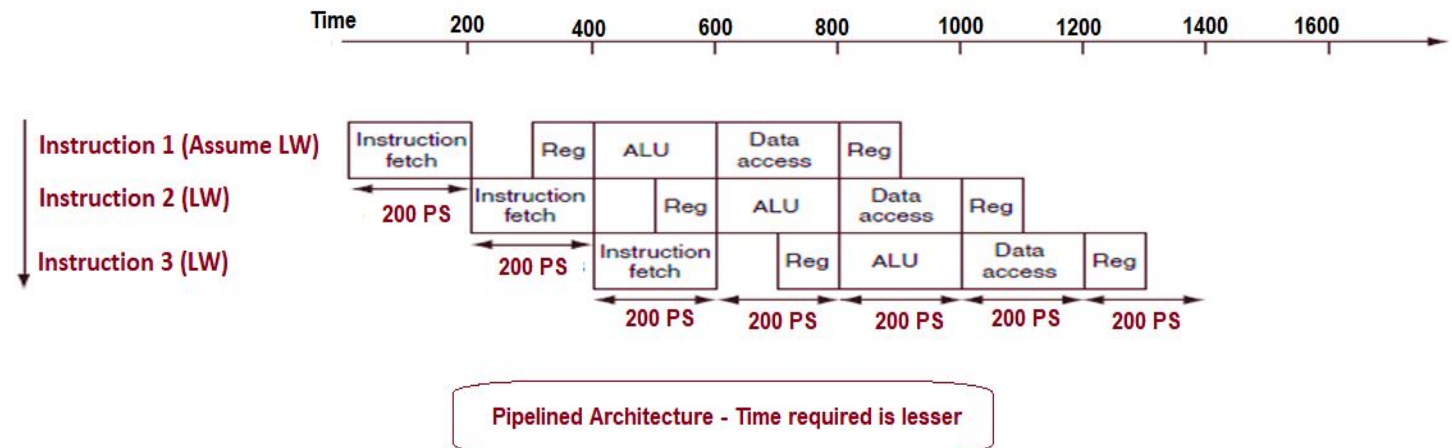 Time 200 400 600 800 1000 1200 1400 1600
Instruction 1 (Assume LW)
Instruction
fetch
Reg
ALU
Data
access
Reg
Instruction 2 (LW)
200 PS
Instruction
fetch
Reg
ALU
Data
access
Reg
Instruction 3 (LW)
200 PS
Instruction
fetch
Reg
ALU
Data
access
Reg
200 PS 200 PS 200 PS 200 PS 200 PS
Pipelined Architecture - Time required is lesser